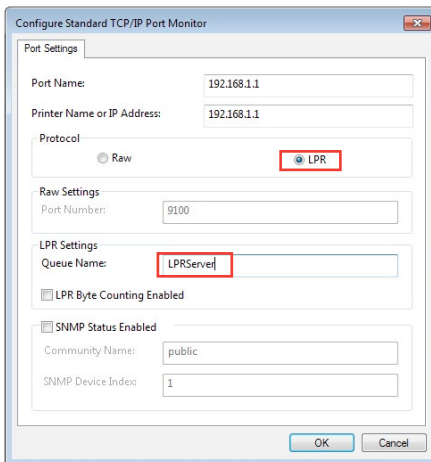 Configure Standard TCP/IP Port Monitor
Port Settings
Port Name: 192.168.1.1
Printer Name or IP Address: 192.168.1.1
Protocol
Raw LPR
Raw Settings
Port Number: 9100
LPR Settings
Queue Name: LPRServer
LPR Byte Counting Enabled
SNMP Status Enabled
Community Name: public
SNMP Device Index: 1
OK Cancel